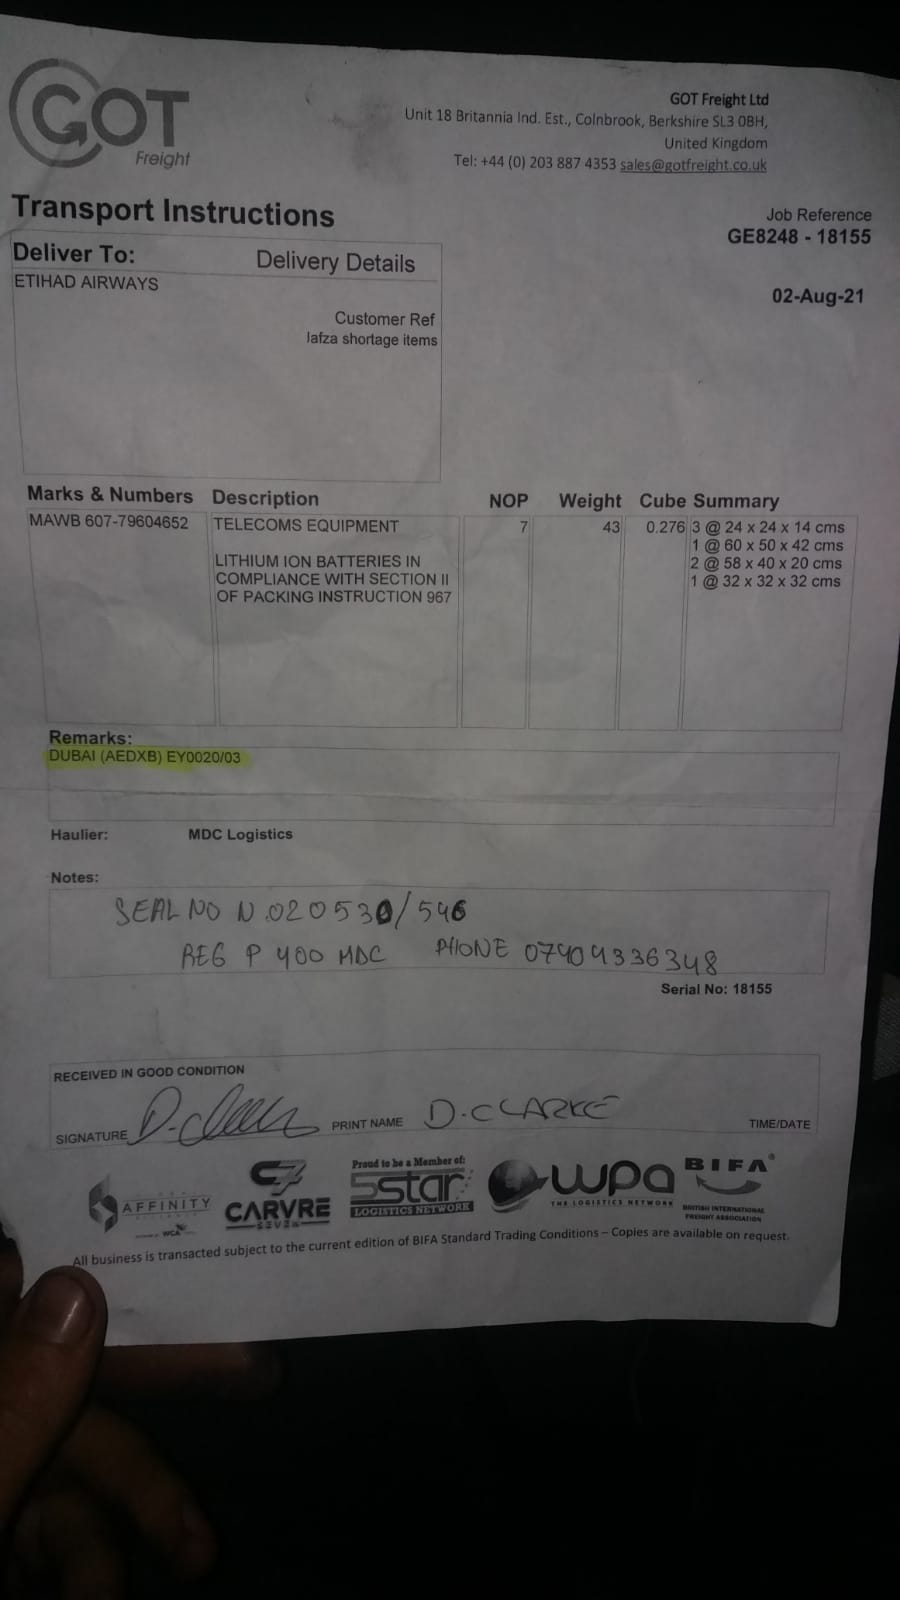 GOT
Freight
GOT Freight Ltd
Unit 18 Britannia Ind. Est., Colnbrook, Berkshire SL3 0BH,
United Kingdom
Tel: +44 (0) 203 887 4353 sales@gotfreight.co.uk
Transport Instructions
Job Reference
GE8248 - 18155
02-Aug-21
Deliver To: Delivery Details
ETIHAD AIRWAYS
Customer Ref
lafza shortage items
Marks & Numbers Description NOP Weight Cube Summary
MAWB 607-79604652 TELECOMS EQUIPMENT 7 43 0.276 3 @ 24 x 24 x 14 cms
1 @ 60 x 50 x 42 cms
LITHIUM ION BATTERIES IN 2 @ 58 x 40 x 20 cms
COMPLIANCE WITH SECTION II 1 @ 32 x 32 x 32 cms
OF PACKING INSTRUCTION 967
Remarks:
DUBAI (AEDXB) EY0020/03
Haulier: MDC Logistics
Notes:
SEAL NO N.020530/546
REG P 400 MDC PHONE 07404336348
Serial No: 18155
RECEIVED IN GOOD CONDITION
SIGNATURE PRINT NAME D.CLARKE TIME/DATE
AFFINITY
WCA
CARVRE
SEVEN
Proud to be a Member of:
5star
LOGISTICS NETWORK
wpa
THE LOGISTICS NETWORK
BIFA
BRITISH INTERNATIONAL
FREIGHT ASSOCIATION
All business is transacted subject to the current edition of BIFA Standard Trading Conditions – Copies are available on request.